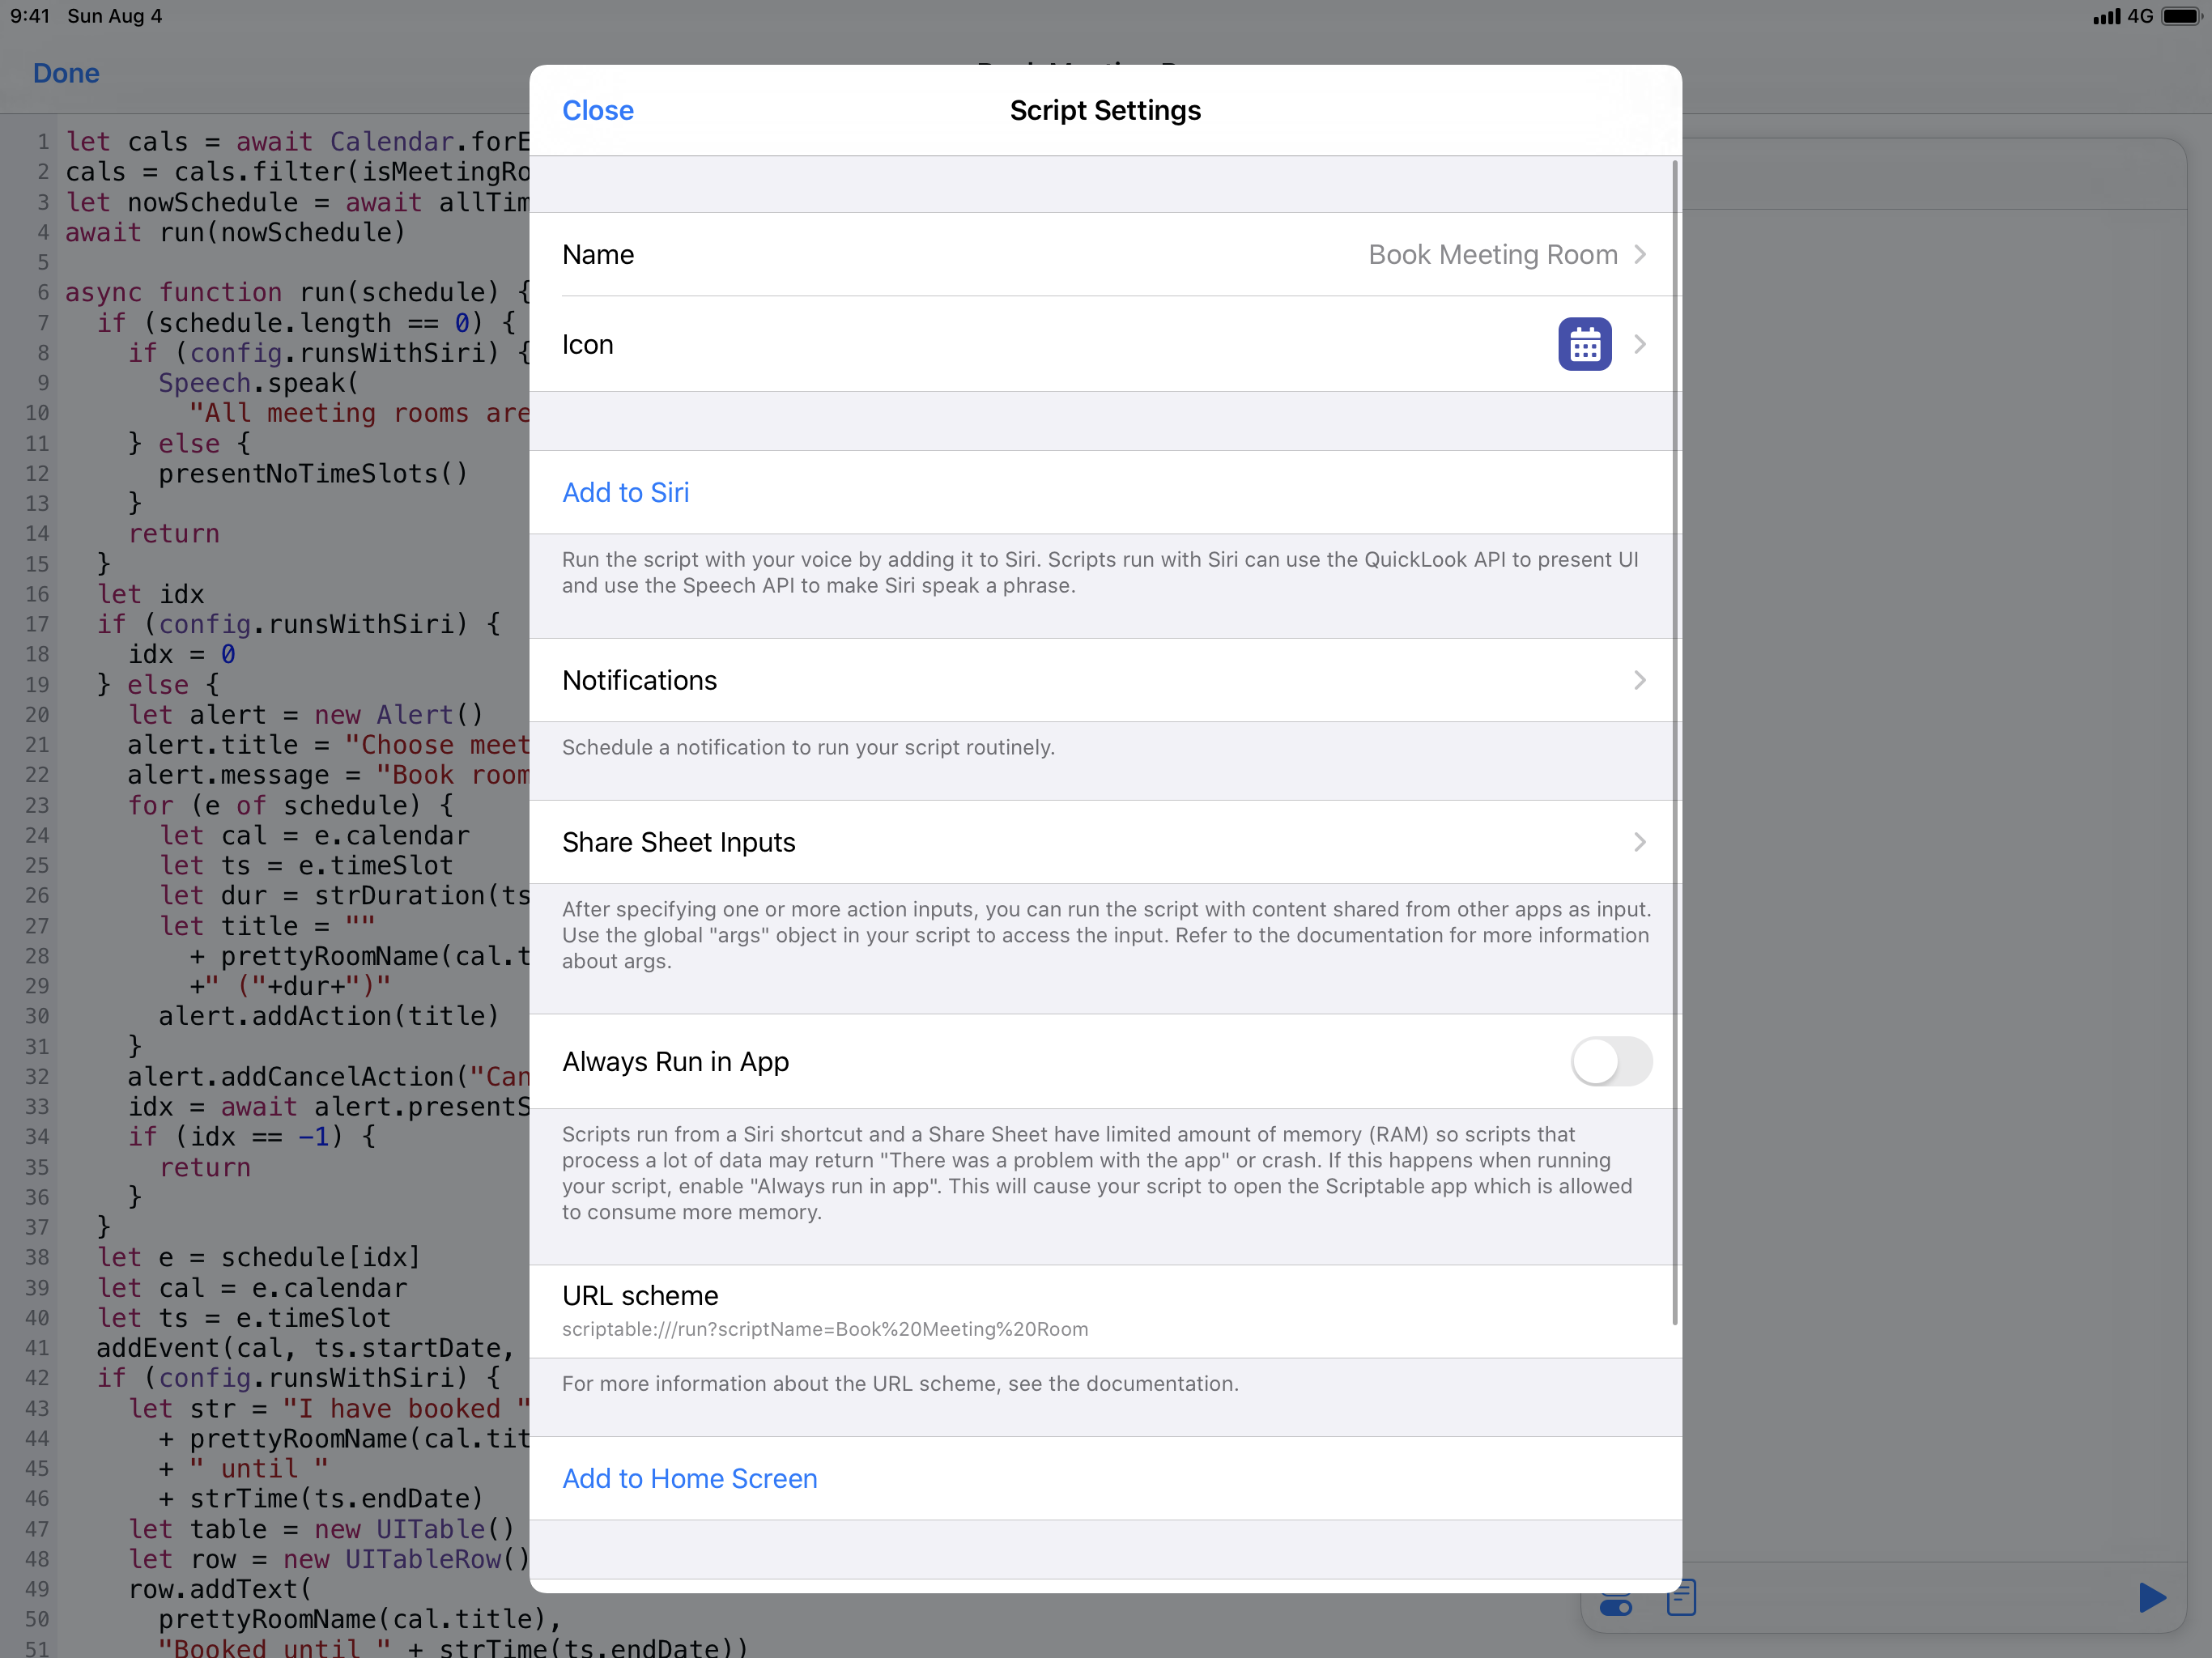 9:41 Sun Aug 4
4G
Done
Close
Script Settings
Name
Book Meeting Room
Icon
Add to Siri
Run the script with your voice by adding it to Siri. Scripts run with Siri can use the QuickLook API to present UI
and use the Speech API to make Siri speak a phrase.
Notifications
Schedule a notification to run your script routinely.
Share Sheet Inputs
After specifying one or more action inputs, you can run the script with content shared from other apps as input.
Use the global "args" object in your script to access the input. Refer to the documentation for more information
about args.
Always Run in App
Scripts run from a Siri shortcut and a Share Sheet have limited amount of memory (RAM) so scripts that
process a lot of data may return "There was a problem with the app" or crash. If this happens when running
your script, enable "Always run in app". This will cause your script to open the Scriptable app which is allowed
to consume more memory.
URL scheme
scriptable:///run?scriptName=Book%20Meeting%20Room
For more information about the URL scheme, see the documentation.
Add to Home Screen
1 let cals = await Calendar.forE
2 cals = cals.filter(isMeetingRo
3 let nowSchedule = await allTim
4 await run(nowSchedule)
5
6 async function run(schedule) {
7 if (schedule.length == 0) {
8 if (config.runsWithSiri) {
9 Speech.speak(
10 "All meeting rooms are
11 } else {
12 presentNoTimeSlots()
13 }
14 return
15 }
16 let idx
17 if (config.runsWithSiri) {
18 idx = 0
19 } else {
20 let alert = new Alert()
21 alert.title = "Choose meet
22 alert.message = "Book room
23 for (e of schedule) {
24 let cal = e.calendar
25 let ts = e.timeSlot
26 let dur = strDuration(ts
27 let title = ""
28 + prettyRoomName(cal.t
29 +" ("+dur+")"
30 alert.addAction(title)
31 }
32 alert.addCancelAction("Can
33 idx = await alert.presentS
34 if (idx == -1) {
35 return
36 }
37 }
38 let e = schedule[idx]
39 let cal = e.calendar
40 let ts = e.timeSlot
41 addEvent(cal, ts.startDate,
42 if (config.runsWithSiri) {
43 let str = "I have booked "
44 + prettyRoomName(cal.tit
45 + " until "
46 + strTime(ts.endDate)
47 let table = new UITable()
48 let row = new UITableRow()
49 row.addText(
50 prettyRoomName(cal.title),
51 "Booked until " + strTime(ts.endDate))